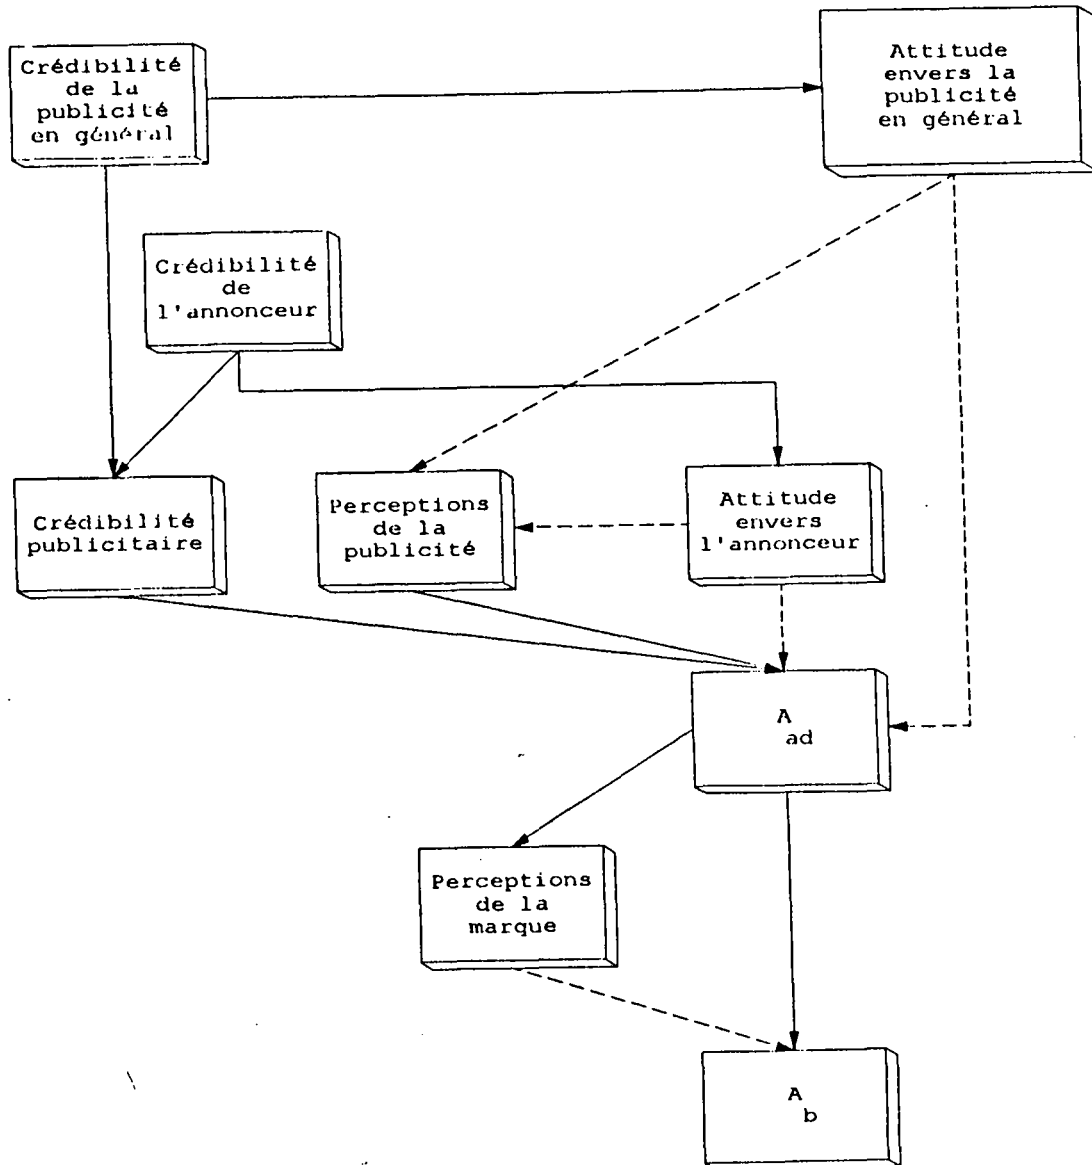 Crédibilité
de la
publicité
en général
Attitude
envers la
publicité
en général
Crédibilité
de
l'annonceur
Crédibilité
publicitaire
Perceptions
de la
publicité
Attitude
envers
l'annonceur
A
ad
Perceptions
de la
marque
A
b